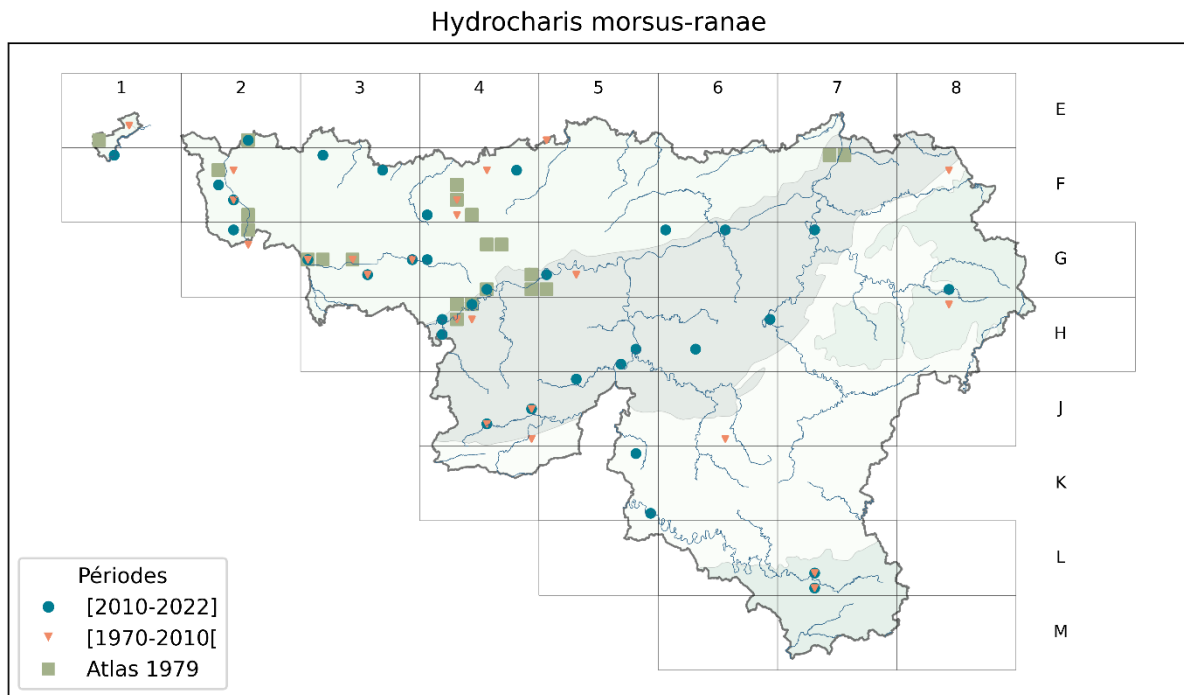 Hydrocharis morsus-ranae
1 2 3 4 5 6 7 8
E
F
G
H
J
K
L
M
Périodes
[2010-2022]
[1970-2010[
Atlas 1979